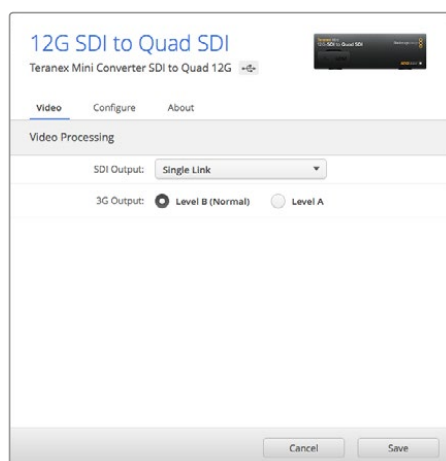 12G SDI to Quad SDI
Teranex Mini Converter SDI to Quad 12G
Video Configure About
Video Processing
SDI Output: Single Link
3G Output: Level B (Normal) Level A
Cancel Save